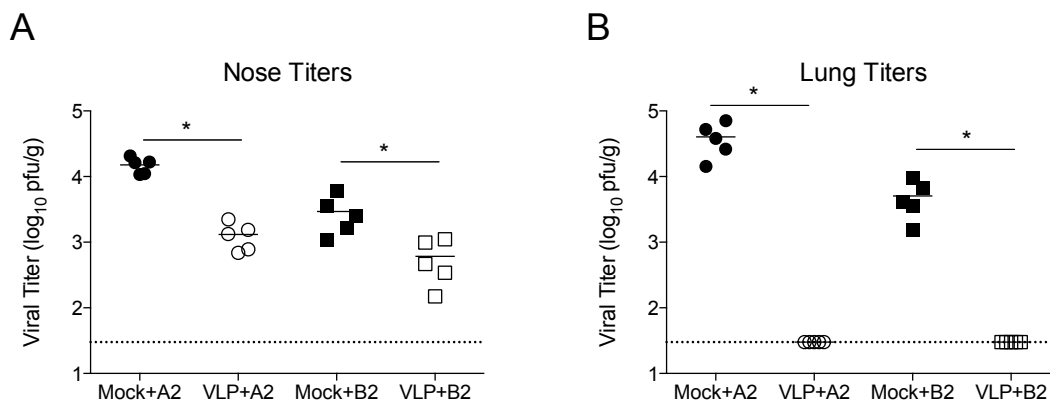 A
Nose Titers
*
*
5
4
3
2
1
Viral Titer (log10 pfu/g)
Mock+A2 VLP+A2 Mock+B2 VLP+B2
B
Lung Titers
*
*
5
4
3
2
1
Viral Titer (log10 pfu/g)
Mock+A2 VLP+A2 Mock+B2 VLP+B2